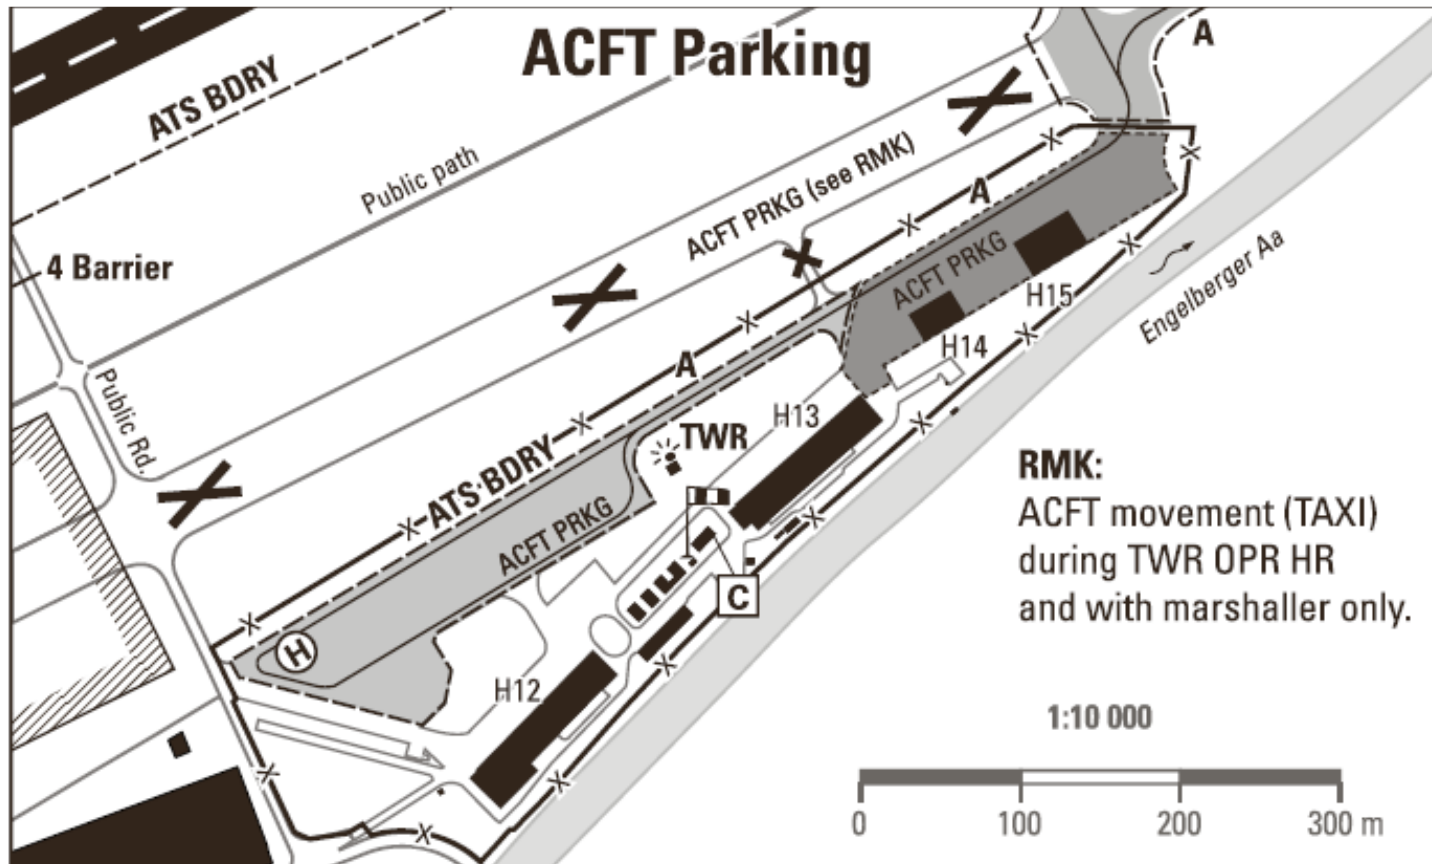 ACFT Parking
A
ATS BDRY
Public path
ACFT PRKG (see RMK)
A
4 Barrier
ACFT PRKG
Engelberger Aa
H15
H14
A
Public Rd.
H13
TWR
ATS BDRY
ACFT PRKG
RMK:
ACFT movement (TAXI)
during TWR OPR HR
and with marshaller only.
C
H
H12
1:10 000
0 100 200 300 m